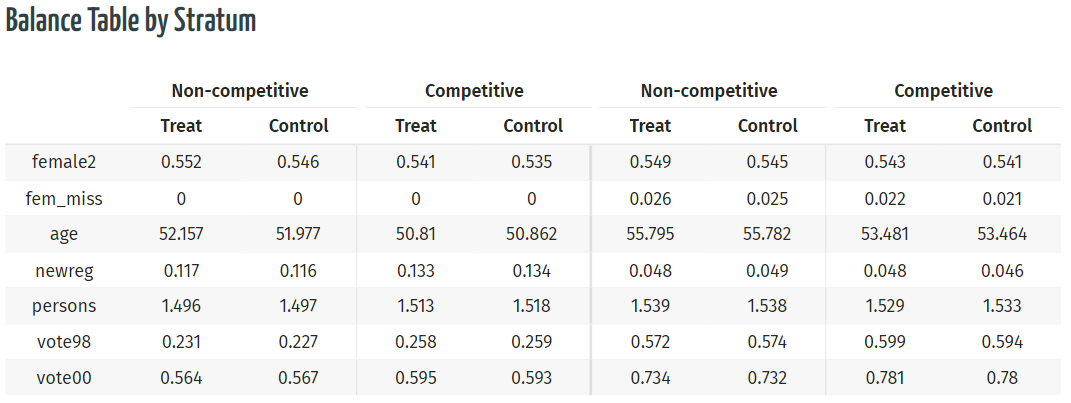 Balance Table by Stratum
Non-competitive Competitive Non-competitive Competitive
Treat Control Treat Control Treat Control Treat Control
female2 0.552 0.546 0.541 0.535 0.549 0.545 0.543 0.541
fem_miss 0 0 0 0 0.026 0.025 0.022 0.021
age 52.157 51.977 50.81 50.862 55.795 55.782 53.481 53.464
newreg 0.117 0.116 0.133 0.134 0.048 0.049 0.048 0.046
persons 1.496 1.497 1.513 1.518 1.539 1.538 1.529 1.533
vote98 0.231 0.227 0.258 0.259 0.572 0.574 0.599 0.594
vote00 0.564 0.567 0.595 0.593 0.734 0.732 0.781 0.78